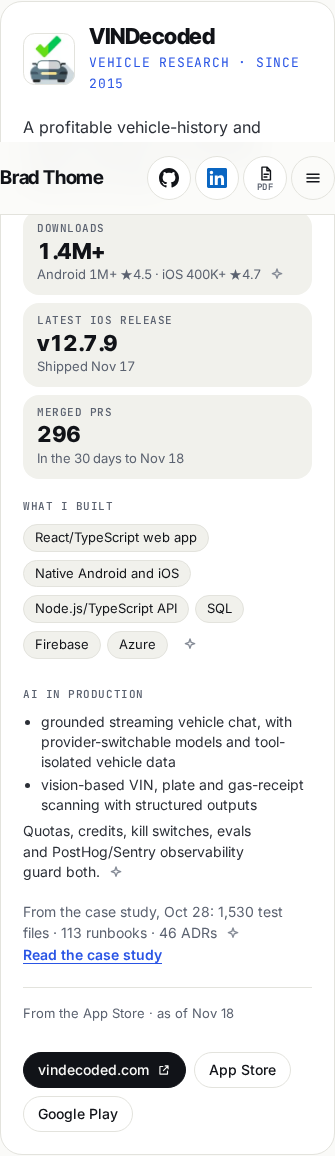 VINDecoded
VEHICLE RESEARCH · SINCE
2015
A profitable vehicle-history and
Brad Thome
PDF
DOWNLOADS
1.4M+
Android 1M+ ★4.5 · iOS 400K+ ★4.7
LATEST IOS RELEASE
v12.7.9
Shipped Nov 17
MERGED PRS
296
In the 30 days to Nov 18
WHAT I BUILT
React/TypeScript web app
Native Android and iOS
Node.js/TypeScript API SQL
Firebase Azure
AI IN PRODUCTION
• grounded streaming vehicle chat, with
provider-switchable models and tool-
isolated vehicle data
• vision-based VIN, plate and gas-receipt
scanning with structured outputs
Quotas, credits, kill switches, evals
and PostHog/Sentry observability
guard both.
From the case study, Oct 28: 1,530 test
files · 113 runbooks · 46 ADRs
Read the case study
From the App Store · as of Nov 18
vindecoded.com App Store
Google Play